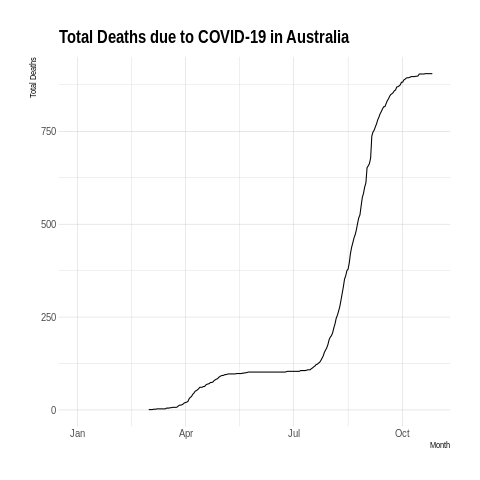 Total Deaths due to COVID-19 in Australia
Total Deaths
750
500
250
0
Jan Apr Jul Oct
Month